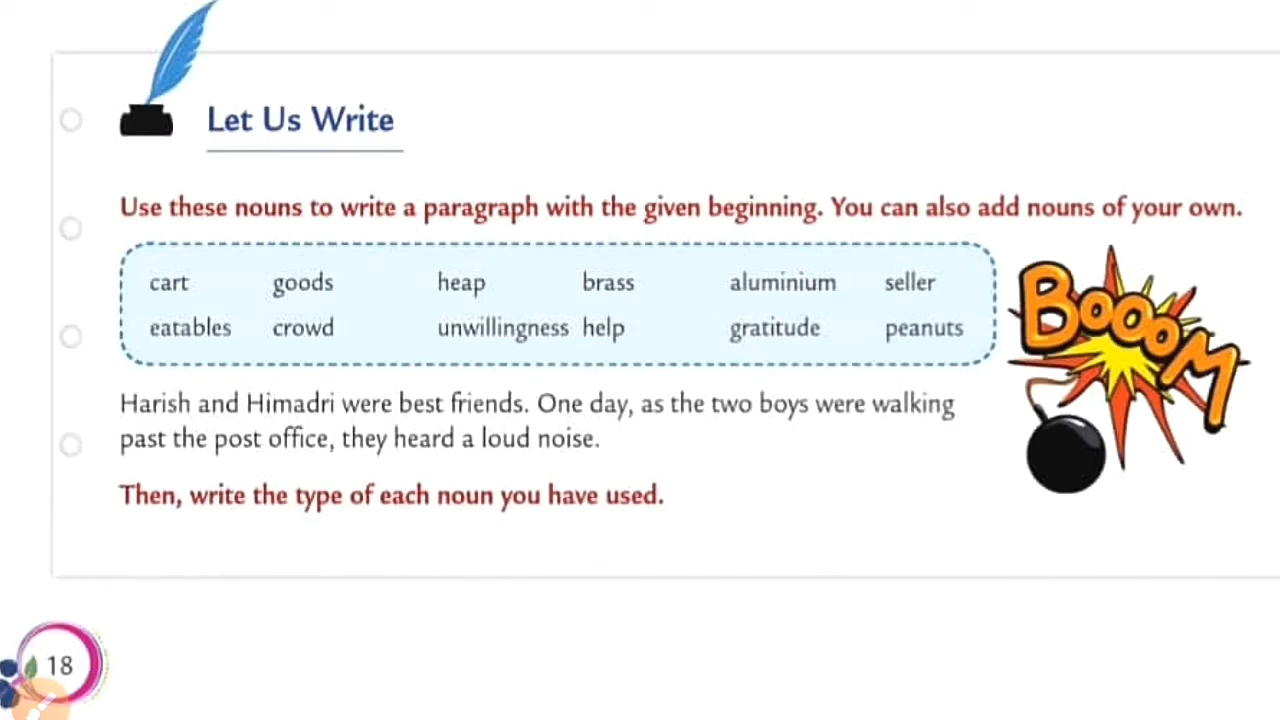 Let Us Write
Use these nouns to write a paragraph with the given beginning. You can also add nouns of your own.
cart goods heap brass aluminium seller
eatables crowd unwillingness help gratitude peanuts
BOOOM
Harish and Himadri were best friends. One day, as the two boys were walking
past the post office, they heard a loud noise.
Then, write the type of each noun you have used.
18